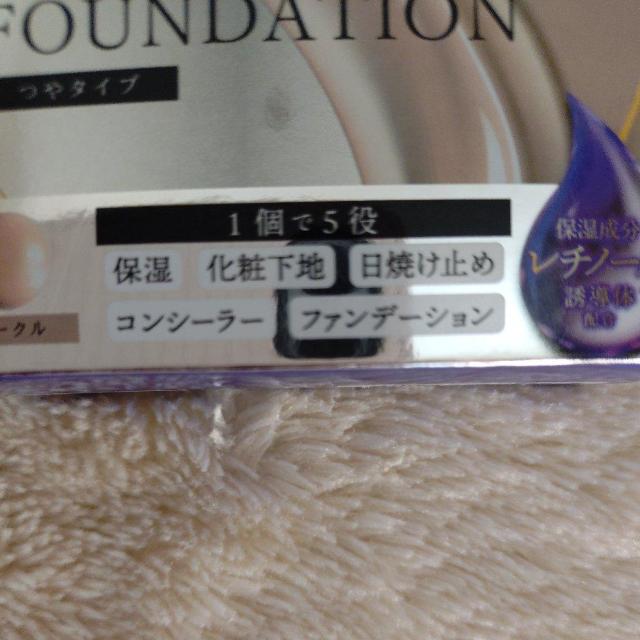 FOUNDATION
つやタイプ
1個で5役
保湿 化粧下地 日焼け止め
コンシーラー ファンデーション
ークル
保湿成分
レチノー
誘導体